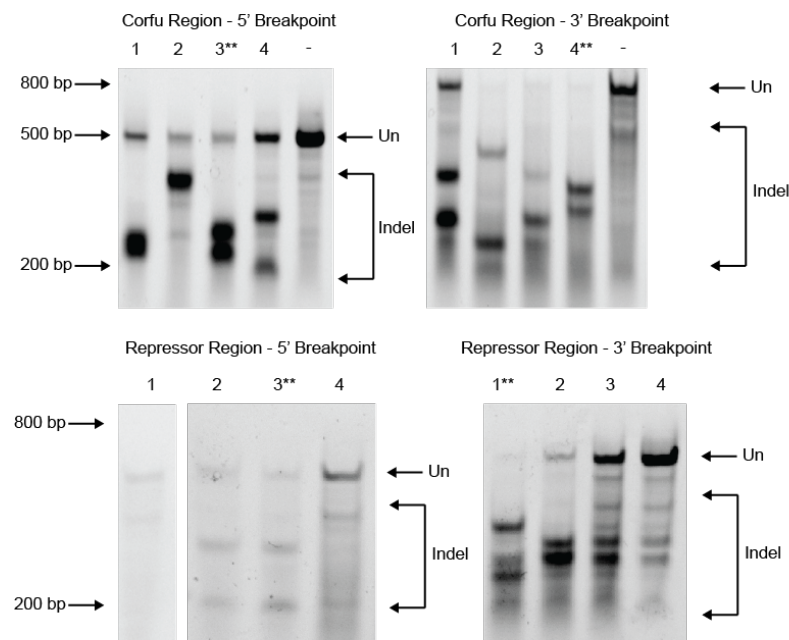 Corfu Region - 5' Breakpoint
1 2 3** 4 -
800 bp
500 bp
200 bp
Un
Indel
Corfu Region - 3' Breakpoint
1 2 3 4** -
Un
Indel
Repressor Region - 5' Breakpoint
1 2 3** 4
800 bp
200 bp
Un
Indel
Repressor Region - 3' Breakpoint
1** 2 3 4
Un
Indel